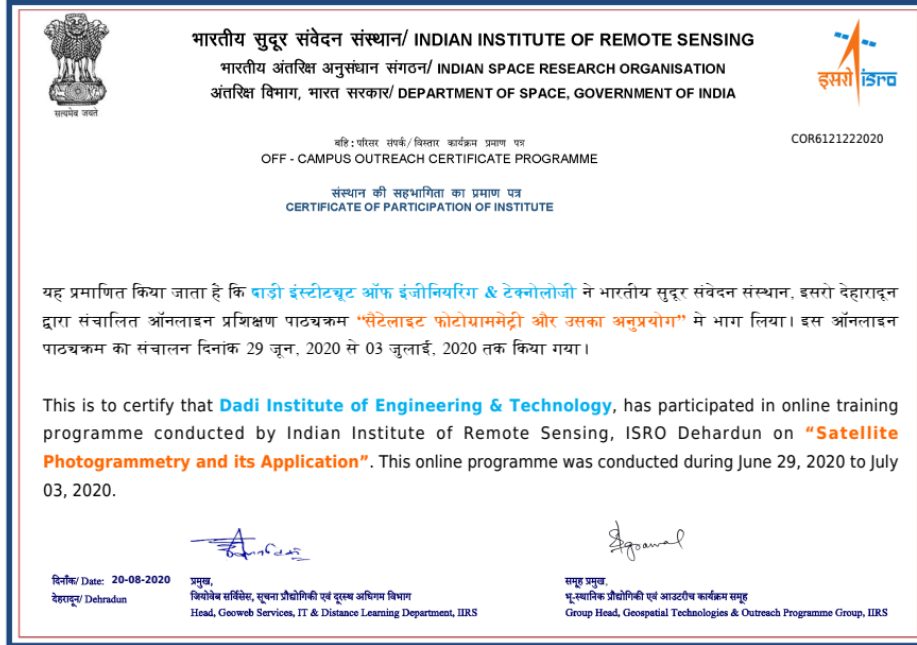 भारतीय सुदूर संवेदन संस्थान/ INDIAN INSTITUTE OF REMOTE SENSING
भारतीय अंतरिक्ष अनुसंधान संगठन/ INDIAN SPACE RESEARCH ORGANISATION
अंतरिक्ष विभाग, भारत सरकार/ DEPARTMENT OF SPACE, GOVERNMENT OF INDIA
सत्यमेव जयते
इसरो isro
COR6121222020
बहि: परिसर संपर्क/विस्तार कार्यक्रम प्रमाण पत्र
OFF - CAMPUS OUTREACH CERTIFICATE PROGRAMME
संस्थान की सहभागिता का प्रमाण पत्र
CERTIFICATE OF PARTICIPATION OF INSTITUTE
यह प्रमाणित किया जाता है कि दाड़ी इंस्टीटच्यूट ऑफ इंजीनियरिंग & टेक्नोलोजी ने भारतीय सुदूर संवेदन संस्थान, इसरो देहारादून
द्वारा संचालित ऑनलाइन प्रशिक्षण पाठ्यक्रम “सैटेलाइट फोटोग्राममेट्री और उसका अनुप्रयोग” मे भाग लिया। इस ऑनलाइन
पाठ्यक्रम का संचालन दिनांक 29 जून, 2020 से 03 जुलाई, 2020 तक किया गया।
This is to certify that Dadi Institute of Engineering & Technology, has participated in online training
programme conducted by Indian Institute of Remote Sensing, ISRO Dehardun on “Satellite
Photogrammetry and its Application”. This online programme was conducted during June 29, 2020 to July
03, 2020.
Agrawal
दिनाँक/ Date: 20-08-2020
देहरादून/ Dehradun
प्रमुख,
जियोवेब सर्विसेस, सूचना प्रौद्योगिकी एवं दूरस्थ अधिगम विभाग
Head, Geoweb Services, IT & Distance Learning Department, IIRS
समूह प्रमुख,
भू-स्थानिक प्रौद्योगिकी एवं आउटरीच कार्यक्रम समूह
Group Head, Geospatial Technologies & Outreach Programme Group, IIRS